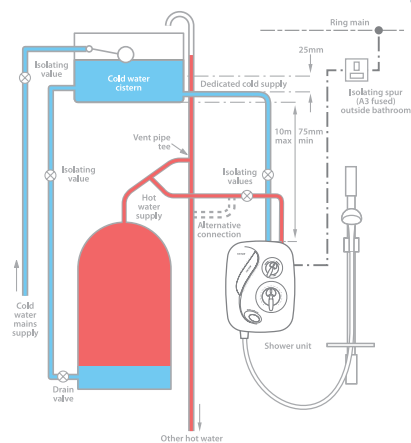 Ring main
25mm
Isolating
value
Cold water
cistern
Dedicated cold supply
Isolating spur
(A3 fused)
outside bathroom
10m
max
75mm
min
Vent pipe
tee
Isolating
value
Isolating
values
Hot
water
supply
Alternative
connection
Cold
water
mains
supply
Shower unit
Drain
valve
Other hot water